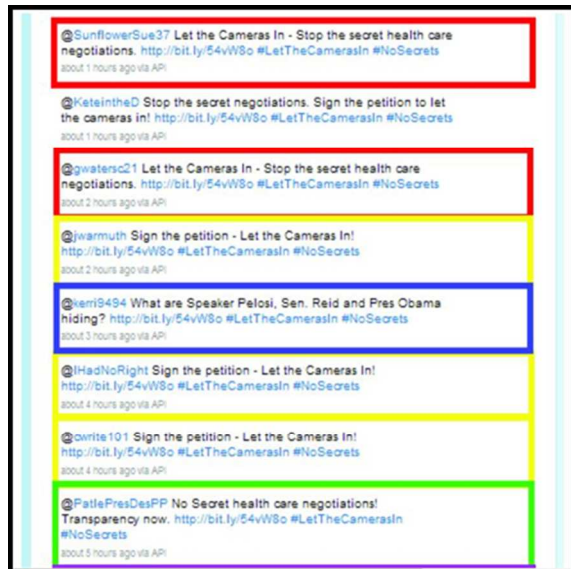 @SunflowerSue37 Let the Cameras In - Stop the secret health care
negotiations. http://bit.ly/54vW8o #LetTheCamerasIn #NoSecrets
about 1 hours ago via API
@KeteintheD Stop the secret negotiations. Sign the petition to let
the cameras in! http://bit.ly/54vW8o #LetTheCamerasIn #NoSecrets
about 1 hours ago via API
@gwatersc21 Let the Cameras In - Stop the secret health care
negotiations. http://bit.ly/54vW8o #LetTheCamerasIn #NoSecrets
about 2 hours ago via API
@jwarmuth Sign the petition - Let the Cameras In!
http://bit.ly/54vW8o #LetTheCamerasIn #NoSecrets
about 2 hours ago via API
@kerri9494 What are Speaker Pelosi, Sen. Reid and Pres Obama
hiding? http://bit.ly/54vW8o #LetTheCamerasIn #NoSecrets
about 3 hours ago via API
@IHadNoRight Sign the petition - Let the Cameras In!
http://bit.ly/54vW8o #LetTheCamerasIn #NoSecrets
about 4 hours ago via API
@cwrite101 Sign the petition - Let the Cameras In!
http://bit.ly/54vW8o #LetTheCamerasIn #NoSecrets
about 4 hours ago via API
@PatlePresDesPP No Secret health care negotiations!
Transparency now. http://bit.ly/54vW8o #LetTheCamerasIn
#NoSecrets
about 5 hours ago via API